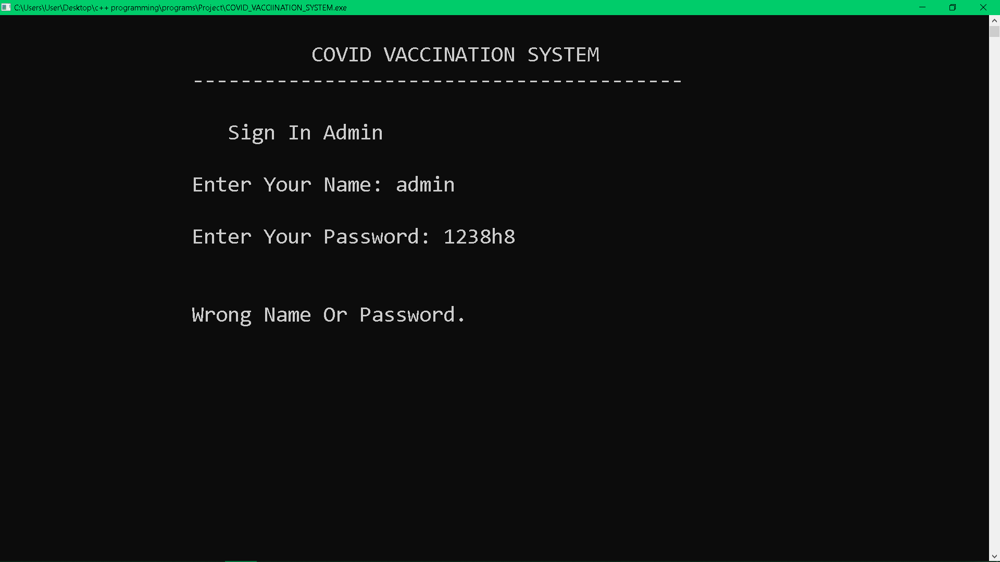 C:\Users\User\Desktop\c++ programming\programs\Project\COVID_VACCIINATION_SYSTEM.exe
COVID VACCINATION SYSTEM
-----------------------------------------
Sign In Admin
Enter Your Name: admin
Enter Your Password: 1238h8
Wrong Name Or Password.